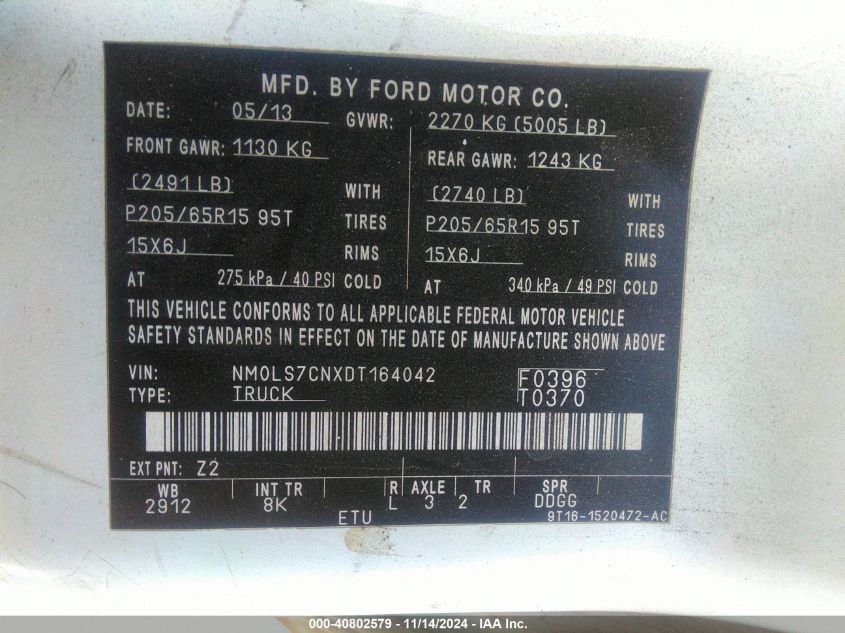 MFD. BY FORD MOTOR CO.
DATE: 05/13 GVWR: 2270 KG (5005 LB)
FRONT GAWR: 1130 KG REAR GAWR: 1243 KG
(2491 LB) WITH (2740 LB) WITH
P205/65R15 95T TIRES P205/65R15 95T TIRES
15X6J RIMS 15X6J RIMS
AT 275 kPa / 40 PSI COLD AT 340 kPa / 49 PSI COLD
THIS VEHICLE CONFORMS TO ALL APPLICABLE FEDERAL MOTOR VEHICLE
SAFETY STANDARDS IN EFFECT ON THE DATE OF MANUFACTURE SHOWN ABOVE
VIN: NM0LS7CNXDT164042 F0396
TYPE: TRUCK T0370
EXT PNT: Z2
WB INT TR R AXLE TR SPR
2912 8K L 3 2 DDGG
ETU 9T16-1520472-AC
000-40802579 - 11/14/2024 - IAA, Inc.